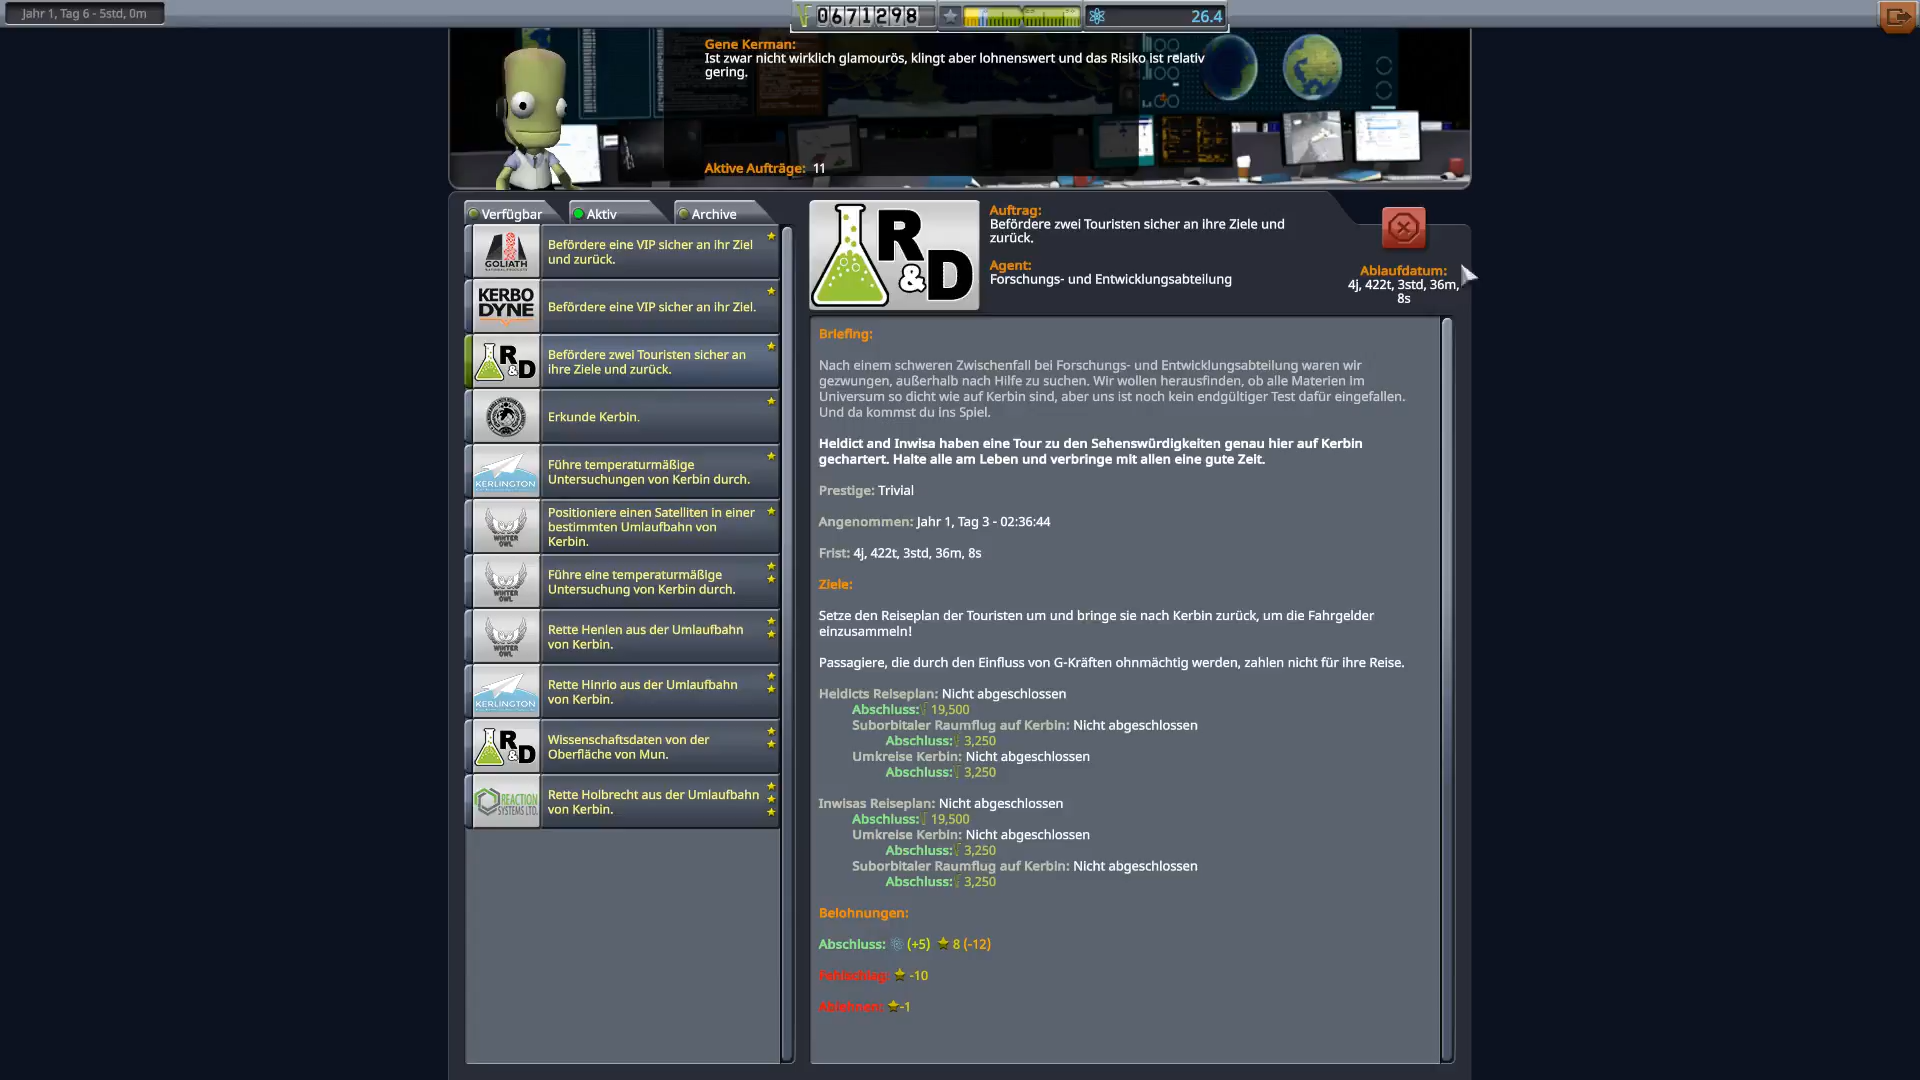 Jahr 1, Tag 6 - 5std, 0m
0671298
26.4
Gene Kerman:
Ist zwar nicht wirklich glamourös, klingt aber lohnenswert und das Risiko ist relativ
gering.
Aktive Aufträge: 11
Verfügbar
Aktiv
Archive
GOLIATH
Befördere eine VIP sicher an ihr Ziel
und zurück.
KERBO
DYNE
Befördere eine VIP sicher an ihr Ziel.
R&D
Befördere zwei Touristen sicher an
ihre Ziele und zurück.
Erkunde Kerbin.
KERLINGTON
Führe temperaturmäßige
Untersuchungen von Kerbin durch.
WINTER
OWL
Positioniere einen Satelliten in einer
bestimmten Umlaufbahn von
Kerbin.
WINTER
OWL
Führe eine temperaturmäßige
Untersuchung von Kerbin durch.
WINTER
OWL
Rette Henlen aus der Umlaufbahn
von Kerbin.
KERLINGTON
Rette Hinrio aus der Umlaufbahn
von Kerbin.
R&D
Wissenschaftsdaten von der
Oberfläche von Mun.
REACTION
SYSTEMS LTD.
Rette Holbrecht aus der Umlaufbahn
von Kerbin.
R&D
Auftrag:
Befördere zwei Touristen sicher an ihre Ziele und
zurück.
Agent:
Forschungs- und Entwicklungsabteilung
Ablaufdatum:
4j, 422t, 3std, 36m,
8s
Briefing:
Nach einem schweren Zwischenfall bei Forschungs- und Entwicklungsabteilung waren wir
gezwungen, außerhalb nach Hilfe zu suchen. Wir wollen herausfinden, ob alle Materien im
Universum so dicht wie auf Kerbin sind, aber uns ist noch kein endgültiger Test dafür eingefallen.
Und da kommst du ins Spiel.
Heldict and Inwisa haben eine Tour zu den Sehenswürdigkeiten genau hier auf Kerbin
gechartert. Halte alle am Leben und verbringe mit allen eine gute Zeit.
Prestige: Trivial
Angenommen: Jahr 1, Tag 3 - 02:36:44
Frist: 4j, 422t, 3std, 36m, 8s
Ziele:
Setze den Reiseplan der Touristen um und bringe sie nach Kerbin zurück, um die Fahrgelder
einzusammeln!
Passagiere, die durch den Einfluss von G-Kräften ohnmächtig werden, zahlen nicht für ihre Reise.
Heldicts Reiseplan: Nicht abgeschlossen
Abschluss: 19,500
Suborbitaler Raumflug auf Kerbin: Nicht abgeschlossen
Abschluss: 3,250
Umkreise Kerbin: Nicht abgeschlossen
Abschluss: 3,250
Inwisas Reiseplan: Nicht abgeschlossen
Abschluss: 19,500
Umkreise Kerbin: Nicht abgeschlossen
Abschluss: 3,250
Suborbitaler Raumflug auf Kerbin: Nicht abgeschlossen
Abschluss: 3,250
Belohnungen:
Abschluss: (+5) 8 (-12)
Fehlschlag: -10
Ablehnen: -1